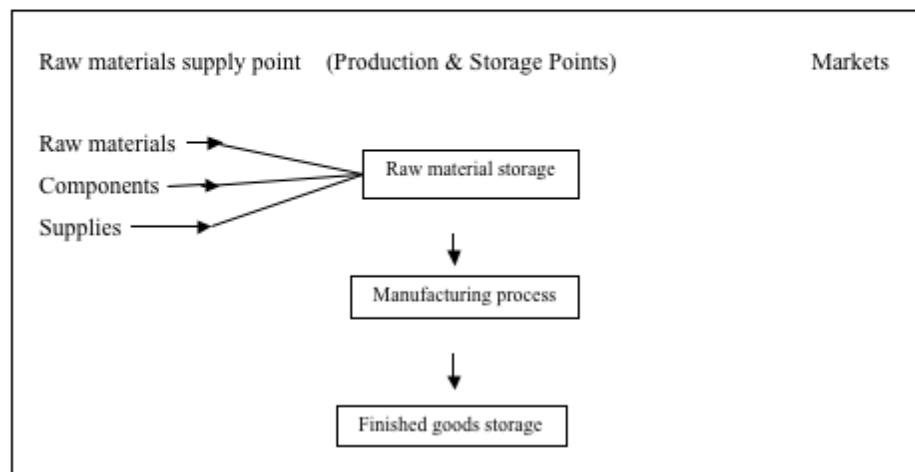 Raw materials supply point (Production & Storage Points) Markets
Raw materials
Components
Supplies
Raw material storage
Manufacturing process
Finished goods storage